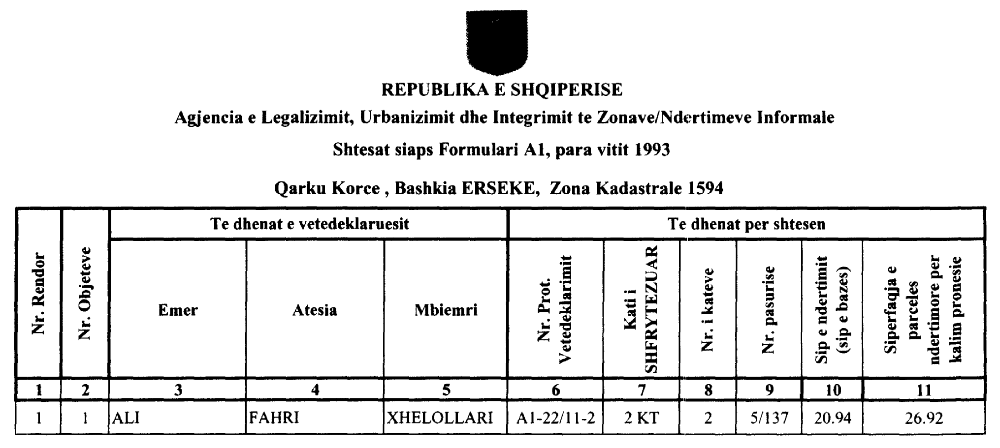 REPUBLIKA E SHQIPERISE
Agjencia e Legalizimit, Urbanizimit dhe Integrimit te Zonave/Ndertimeve Informale
Shtesat siaps Formulari A1, para vitit 1993
Qarku Korce , Bashkia ERSEKE, Zona Kadastrale 1594
Nr. Rendor
Nr. Objeteve
Te dhenat e vetedeklaruesit
Te dhenat per shtesen
Emer
Atesia
Mbiemri
Nr. Prot.
Vetedeklarimit
Kati i
SHFRYTEZUAR
Nr. i kateve
Nr. pasurise
Sip e ndertimit
(sip e bazes)
Siperfaqja e
parceles
ndertimore per
kalim pronesie
1 2 3 4 5 6 7 8 9 10 11
1 1 ALI FAHRI XHELOLLARI A1-22/11-2 2 KT 2 5/137 20.94 26.92